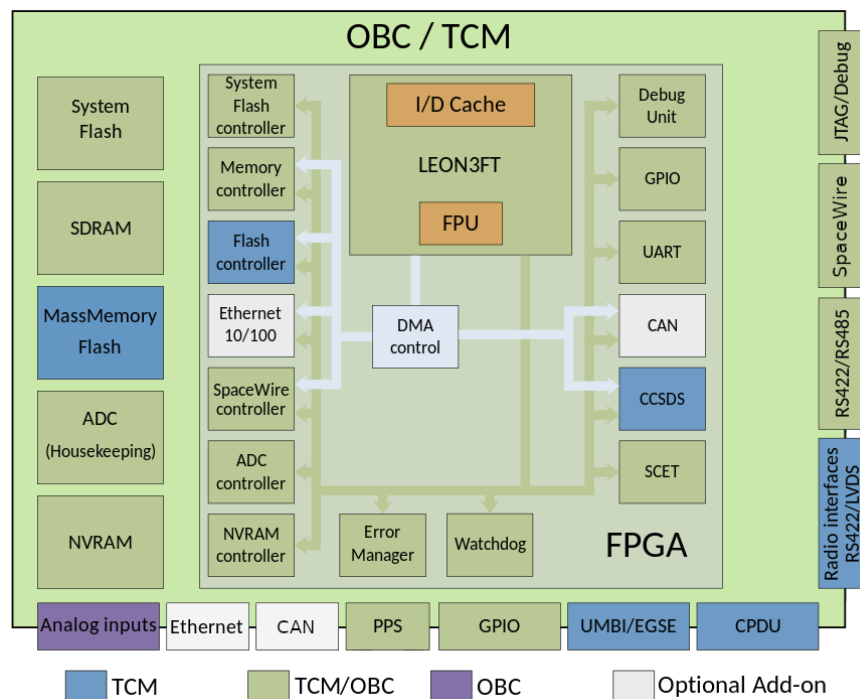 OBC / TCM
System
Flash
SDRAM
MassMemory
Flash
ADC
(Housekeeping)
NVRAM
System
Flash
controller
Memory
controller
Flash
controller
Ethernet
10/100
SpaceWire
controller
ADC
controller
NVRAM
controller
I/D Cache
LEON3FT
FPU
DMA
control
Error
Manager
Watchdog
Debug
Unit
GPIO
UART
CAN
CCSDS
SCET
FPGA
JTAG/Debug
SpaceWire
RS422/RS485
Radio interfaces
RS422/LVDS
Analog inputs
Ethernet
CAN
PPS
GPIO
UMBI/EGSE
CPDU
TCM
TCM/OBC
OBC
Optional Add-on